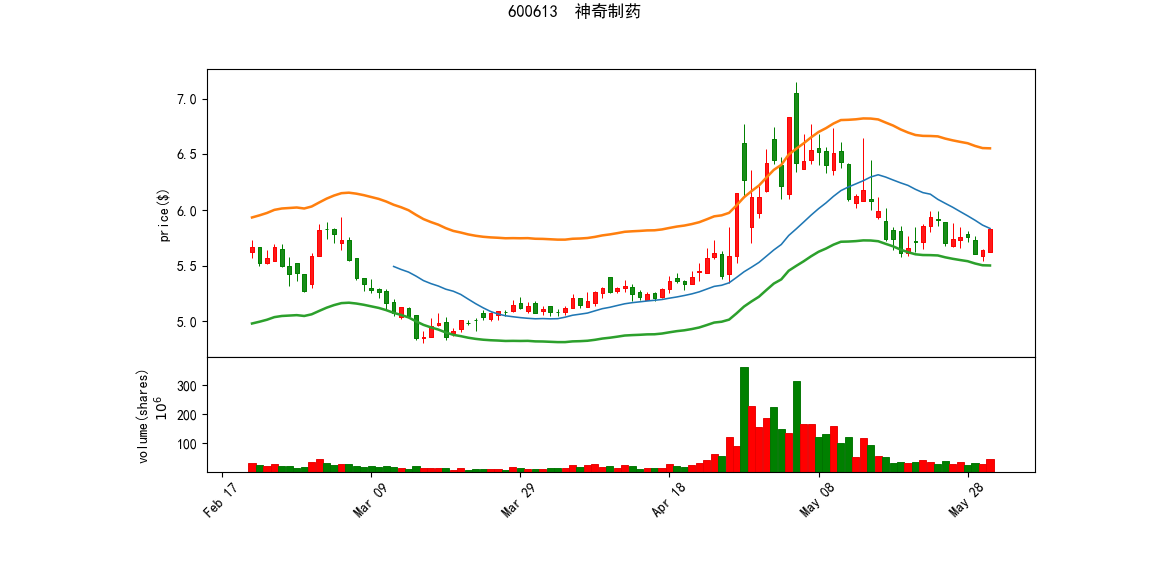 600613  神奇制药
price($)
7.0
6.5
6.0
5.5
5.0
volume(shares)
10^6
300
200
100
Feb 17
Mar 09
Mar 29
Apr 18
May 08
May 28